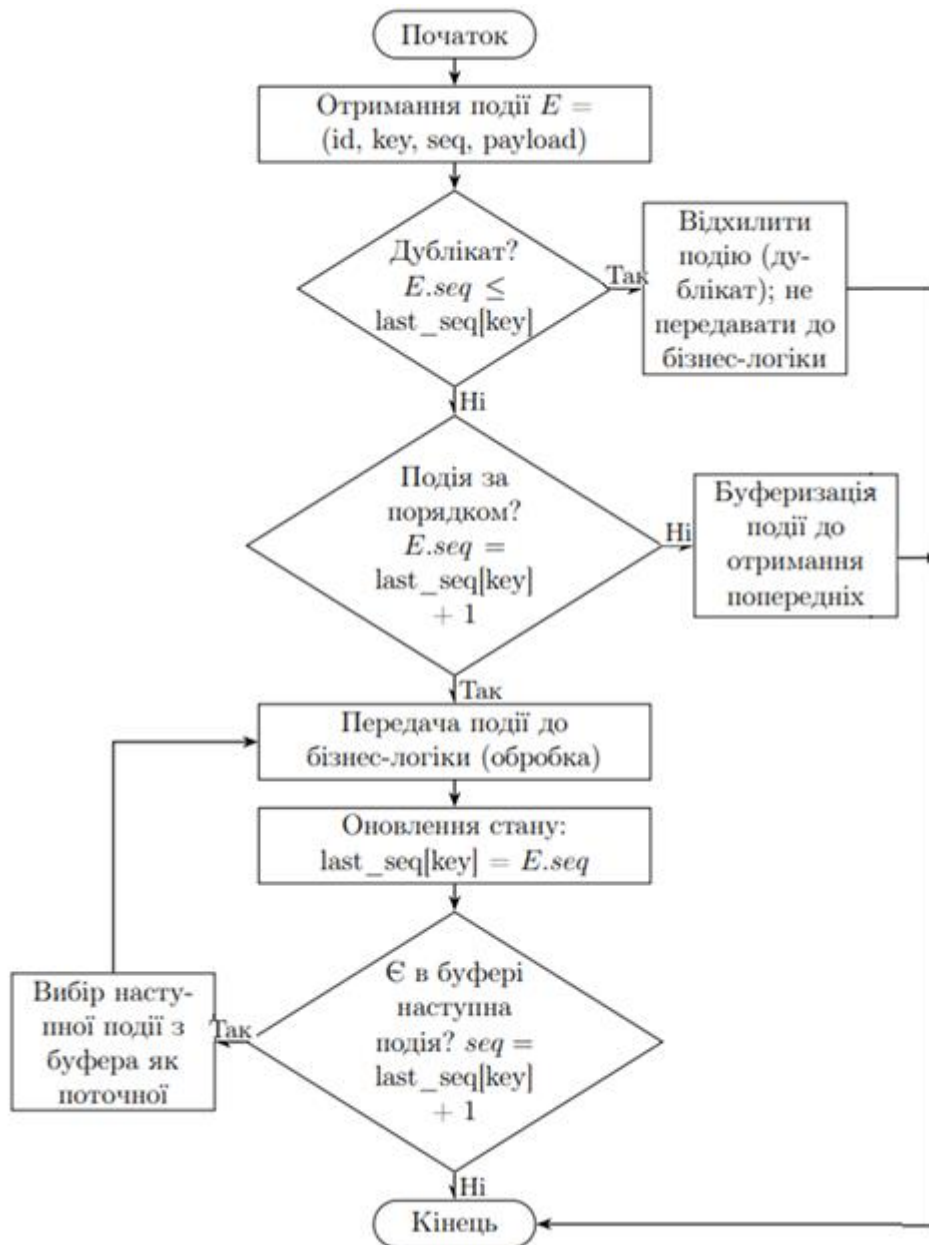 Початок
Отримання події E =
(id, key, seq, payload)
Дублікат?
E.seq ≤
last_seq[key]
Так
Відхилити
подію (ду-
блікат); не
передавати до
бізнес-логіки
Ні
Подія за
порядком?
E.seq =
last_seq[key]
+ 1
Ні
Буферизація
події до
отримання
попередніх
Так
Передача події до
бізнес-логіки (обробка)
Оновлення стану:
last_seq[key] = E.seq
Є в буфері
наступна
подія? seq =
last_seq[key]
+ 1
Так
Вибір насту-
пної події з
буфера як
поточної
Ні
Кінець